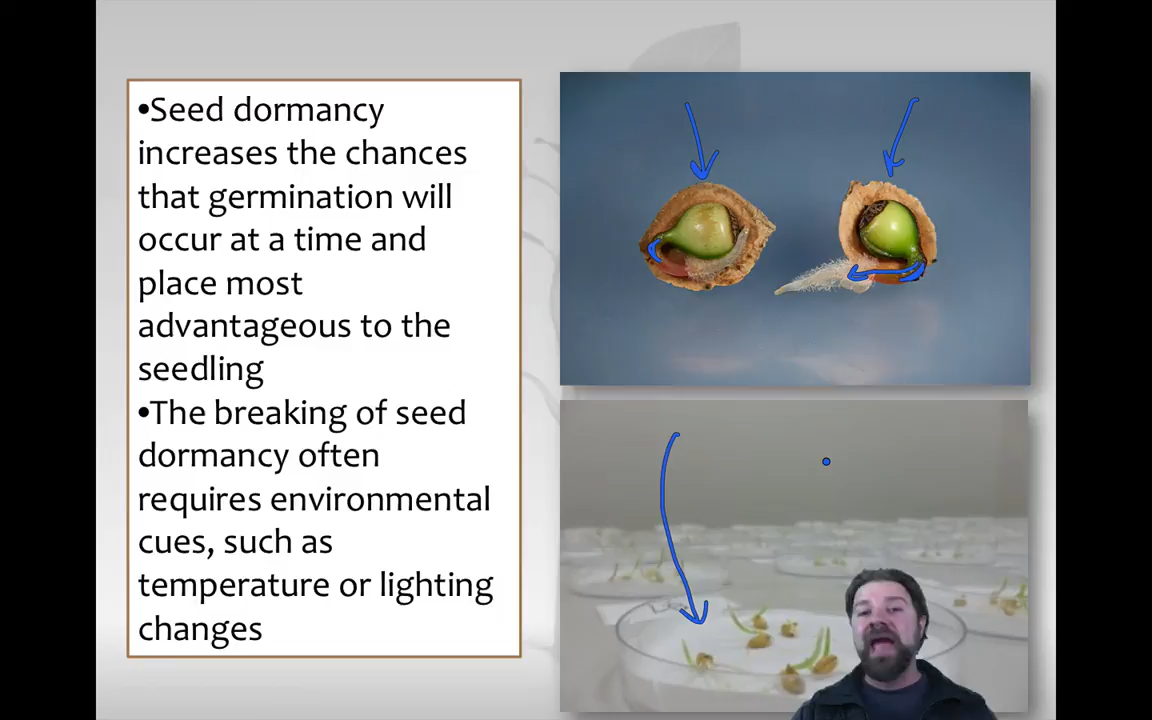 •Seed dormancy
increases the chances
that germination will
occur at a time and
place most
advantageous to the
seedling
•The breaking of seed
dormancy often
requires environmental
cues, such as
temperature or lighting
changes